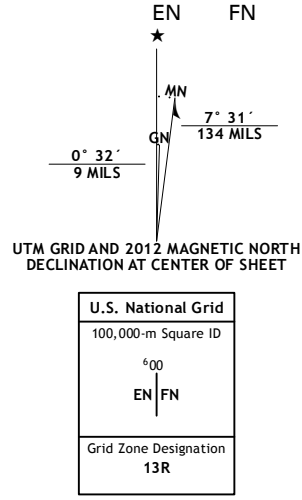 EN FN
★
MN
GN
7° 31´
134 MILS
0° 32´
9 MILS
UTM GRID AND 2012 MAGNETIC NORTH
DECLINATION AT CENTER OF SHEET
U.S. National Grid
100,000-m Square ID
⁶00
EN FN
Grid Zone Designation
13R